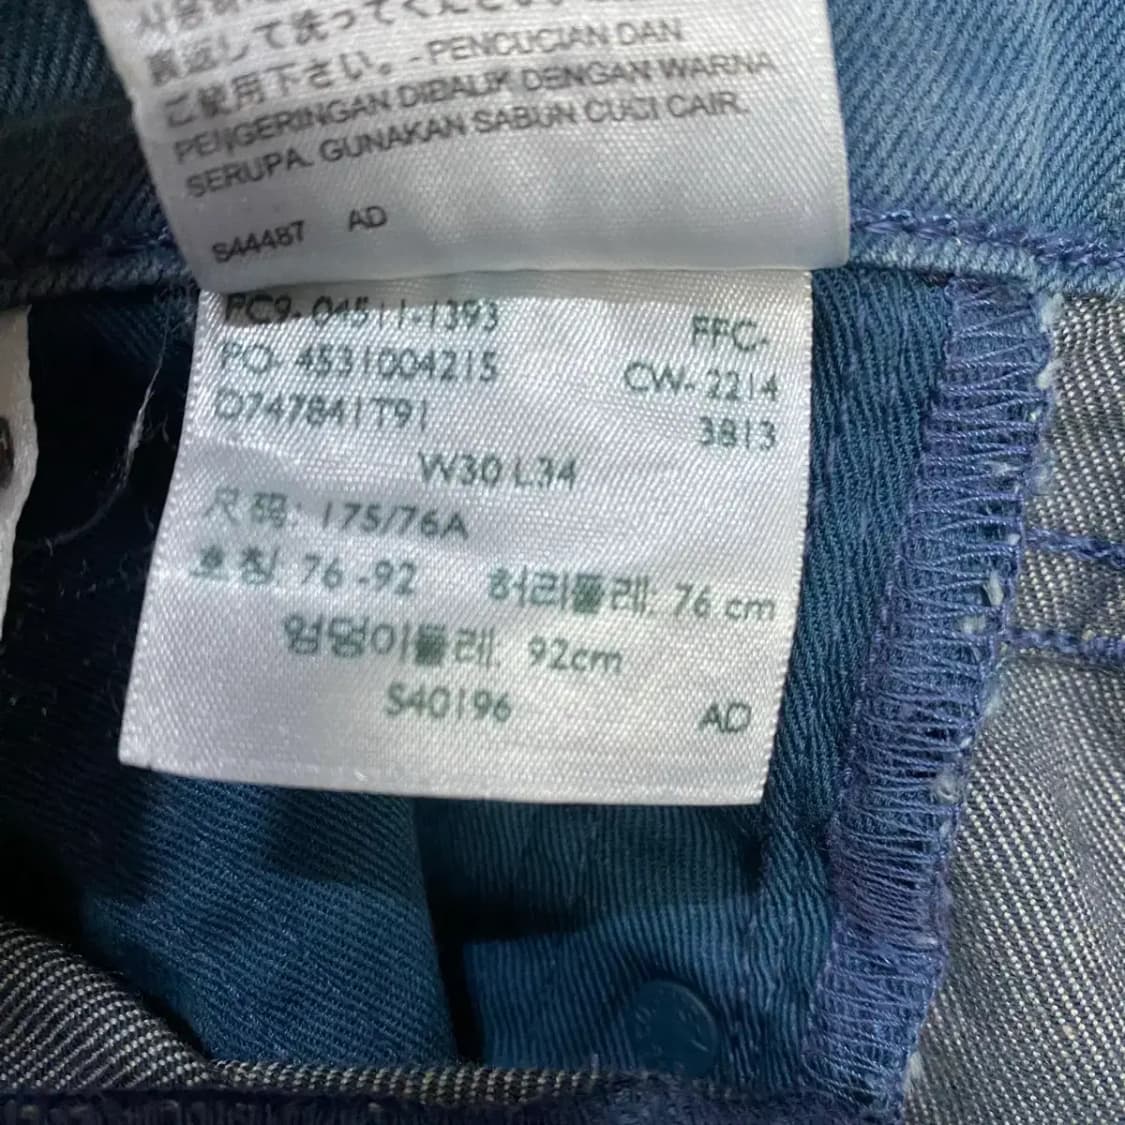 裏返して洗ってください
ご使用下さい。-PENCUCIAN DAN
PENGERINGAN DIBALIK DENGAN WARNA
SERUPA. GUNAKAN SABUN CUCI CAIR.
S44487 AD
PC9-04511-1393
FFC-
PO-4531004215
CW-2214
D747841T91
3813
W30 L34
尺码: 175/76A
호칭 76-92 허리둘레. 76 cm
엉덩이둘레. 92cm
S40196 AD